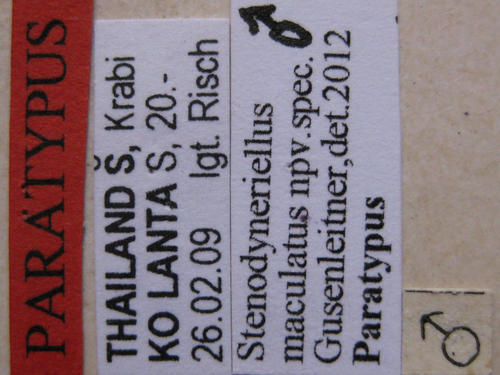 PARATYPUS
THAILAND Š, Krabi
KO LANTA S, 20.-
26.02.09 lgt. Risch
♂
Stenodyneriellus
maculatus npv.spec.
Gusenleitner,det.2012
Paratypus
♂